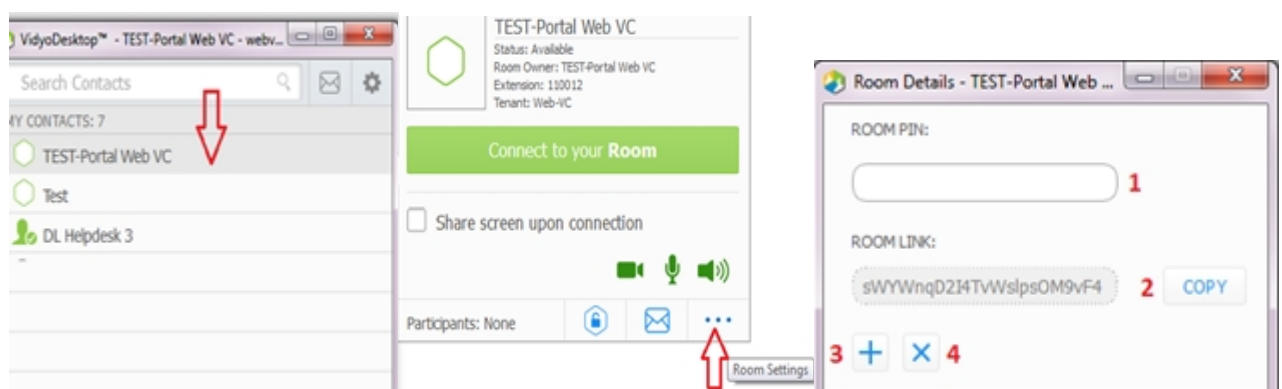 VidyoDesktop™ - TEST-Portal Web VC - webv...
Search Contacts
MY CONTACTS: 7
TEST-Portal Web VC
Test
DL Helpdesk 3
TEST-Portal Web VC
Status: Available
Room Owner: TEST-Portal Web VC
Extension: 110012
Tenant: Web-VC
Connect to your Room
Share screen upon connection
Participants: None
Room Settings
Room Details - TEST-Portal Web ...
ROOM PIN:
1
ROOM LINK:
sWYWnqD2I4TvWslpsOM9vF4 2 COPY
3 4